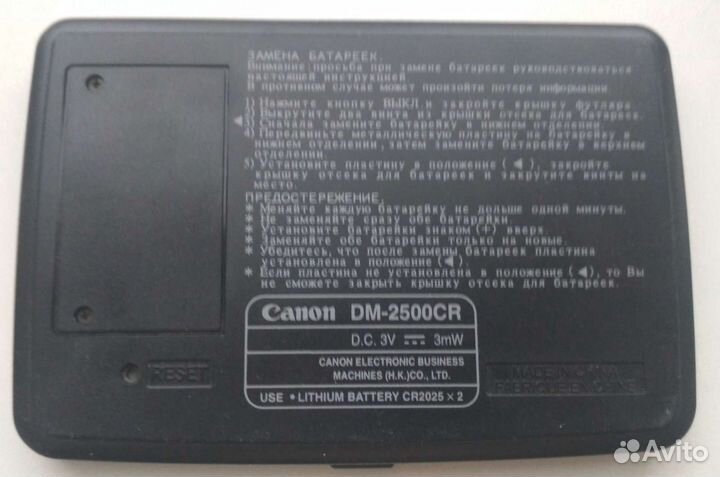 ЗАМЕНА БАТАРЕЕК.
Внимание: просьба при замене батареек руководствоваться
настоящей инструкцией.
В противном случае может произойти потеря информации.
1) Нажмите кнопку ВЫКЛ.и закройте крышку футляра.
2) Выкрутите два винта из крышки отсека для батареек.
3) Сначала замените батарейку в нижнем отделении.
4) Передвиньте металлическую пластину на батарейку в
нижнем отделении, затем замените батарейку в верхнем
отделении.
5) Установите пластину в положение (◀), закройте
крышку отсека для батареек и закрутите винты на
место.
ПРЕДОСТЕРЕЖЕНИЕ.
* Меняйте каждую батарейку не дольше одной минуты.
* Не заменяйте сразу обе батарейки.
* Установите батарейки знаком (+) вверх.
* Заменяйте обе батарейки только на новые.
* Убедитесь, что после замены батареек пластина
установлена в положение (◀).
* Если пластина не установлена в положение (◀), то Вы
не сможете закрыть крышку отсека для батареек.
Canon DM-2500CR
D.C. 3V ⎓ 3mW
CANON ELECTRONIC BUSINESS
MACHINES (H.K.)CO., LTD.
USE • LITHIUM BATTERY CR2025 × 2
RESET
MADE IN CHINA
FABRIQUE EN CHINE
Avito